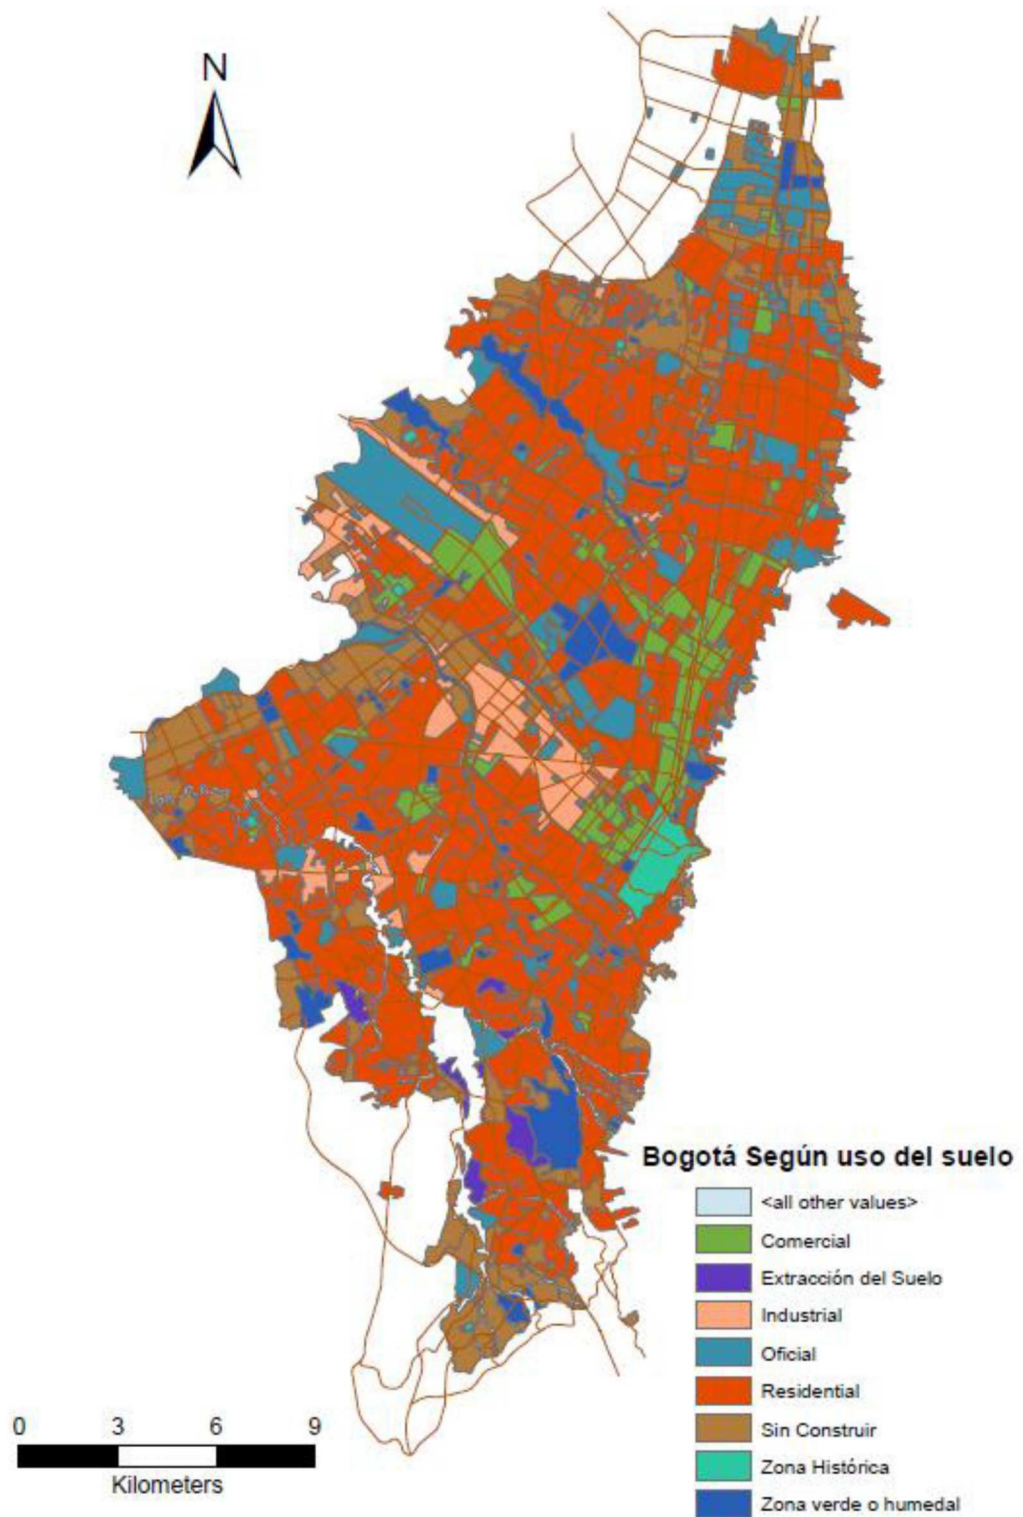 N
Bogotá Según uso del suelo
<all other values>
Comercial
Extracción del Suelo
Industrial
Oficial
Residential
Sin Construir
Zona Histórica
Zona verde o humedal
0 3 6 9
Kilometers